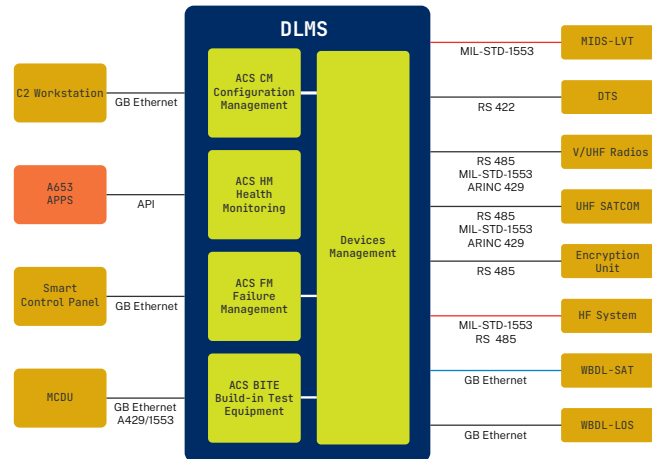 DLMS
C2 Workstation
GB Ethernet
A653
APPS
API
Smart
Control Panel
GB Ethernet
MCDU
GB Ethernet
A429/1553
ACS CM
Configuration
Management
ACS HM
Health
Monitoring
ACS FM
Failure
Management
ACS BITE
Build-in Test
Equipment
Devices
Management
MIL-STD-1553
MIDS-LVT
RS 422
DTS
RS 485
MIL-STD-1553
ARINC 429
V/UHF Radios
RS 485
MIL-STD-1553
ARINC 429
UHF SATCOM
RS 485
Encryption
Unit
MIL-STD-1553
RS 485
HF System
GB Ethernet
WBDL-SAT
GB Ethernet
WBDL-LOS